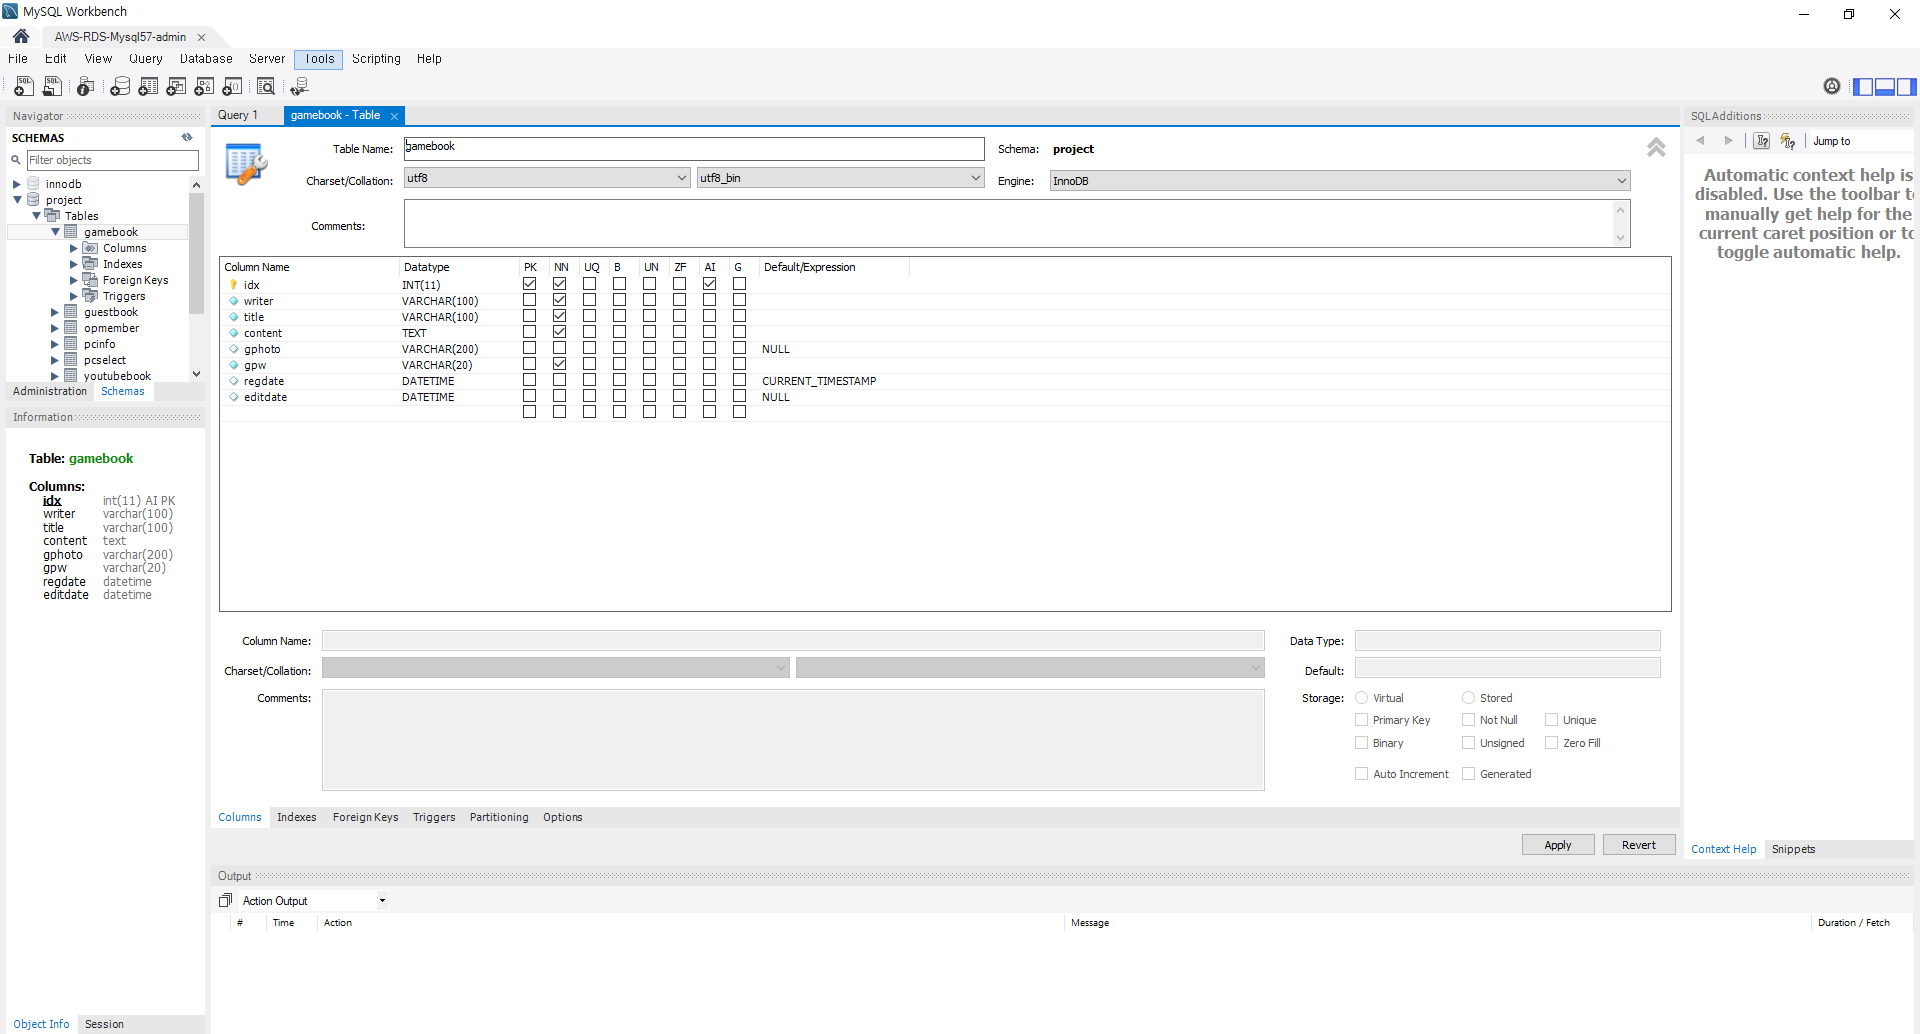 MySQL Workbench
AWS-RDS-Mysql57-admin
File Edit View Query Database Server Tools Scripting Help
Navigator
SCHEMAS
Filter objects
innodb
project
Tables
gamebook
Columns
Indexes
Foreign Keys
Triggers
guestbook
opmember
pcinfo
pcselect
youtubebook
Administration Schemas
Information
Table: gamebook
Columns:
idx int(11) AI PK
writer varchar(100)
title varchar(100)
content text
gphoto varchar(200)
gpw varchar(20)
regdate datetime
editdate datetime
Object Info Session
Query 1 gamebook - Table
Table Name: gamebook Schema: project
Charset/Collation: utf8 utf8_bin Engine: InnoDB
Comments:
Column Name Datatype PK NN UQ B UN ZF AI G Default/Expression
idx INT(11)
writer VARCHAR(100)
title VARCHAR(100)
content TEXT
gphoto VARCHAR(200) NULL
gpw VARCHAR(20)
regdate DATETIME CURRENT_TIMESTAMP
editdate DATETIME NULL
Column Name: Data Type:
Charset/Collation: Default:
Comments: Storage: Virtual Stored
Primary Key Not Null Unique
Binary Unsigned Zero Fill
Auto Increment Generated
Columns Indexes Foreign Keys Triggers Partitioning Options
Apply Revert
SQLAdditions
Jump to
Automatic context help is
disabled. Use the toolbar t
manually get help for the
current caret position or to
toggle automatic help.
Context Help Snippets
Output
Action Output
# Time Action Message Duration / Fetch